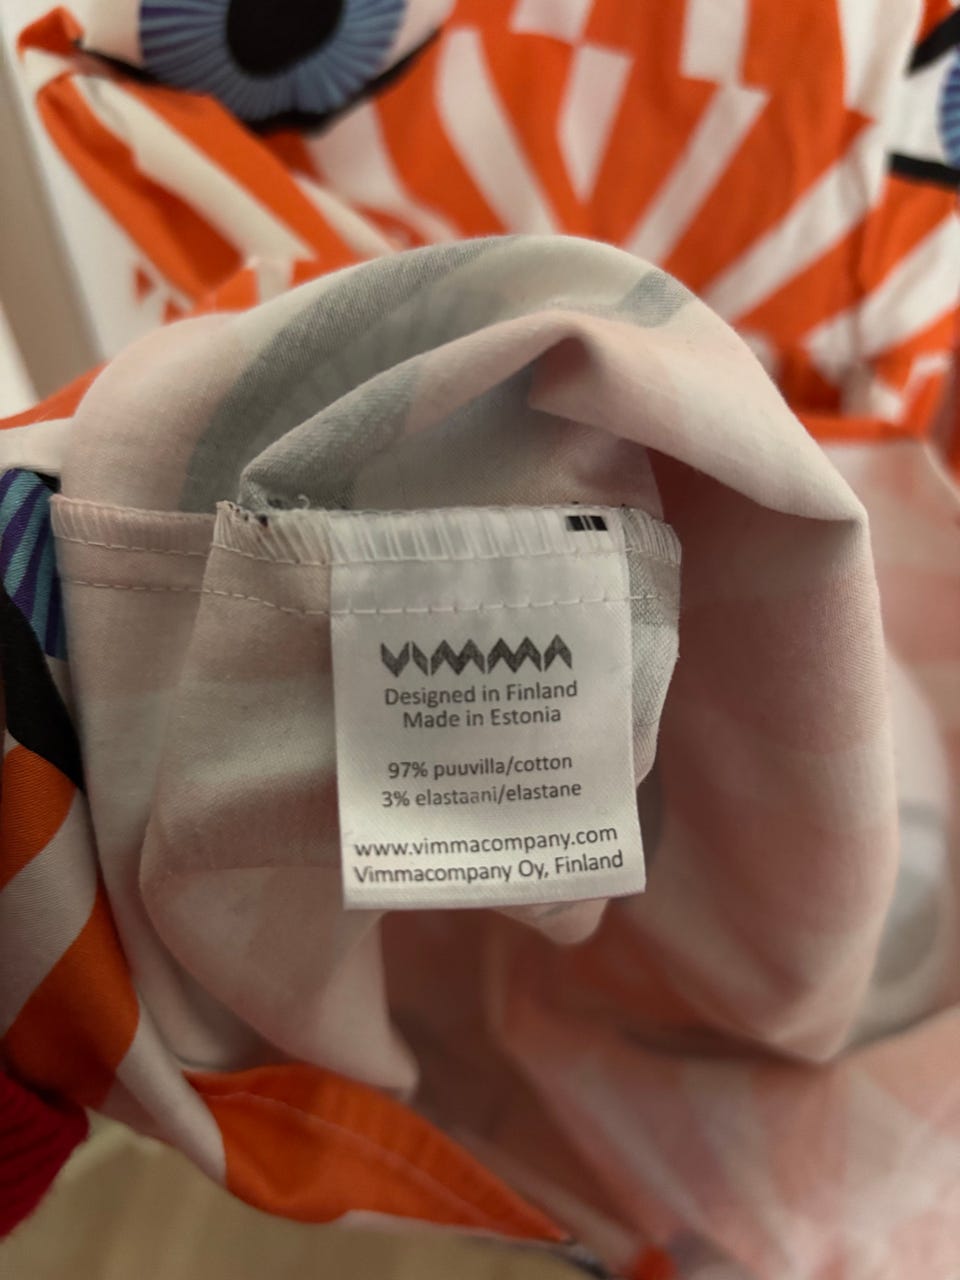 VIMMA
Designed in Finland
Made in Estonia
97% puuvilla/cotton
3% elastaani/elastane
www.vimmacompany.com
Vimmacompany Oy, Finland